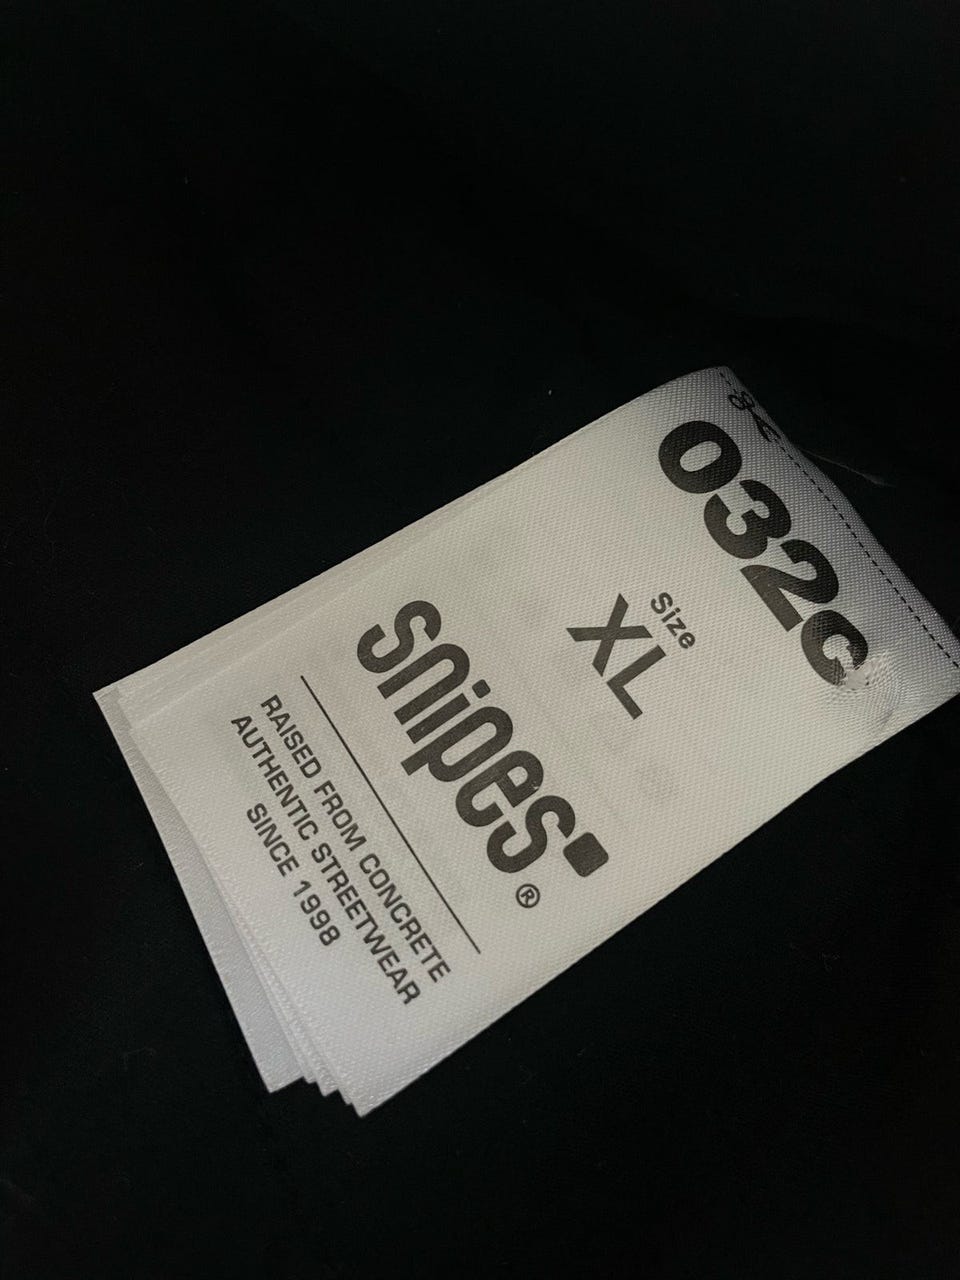 032c
Size
XL
snipes®
RAISED FROM CONCRETE
AUTHENTIC STREETWEAR
SINCE 1998